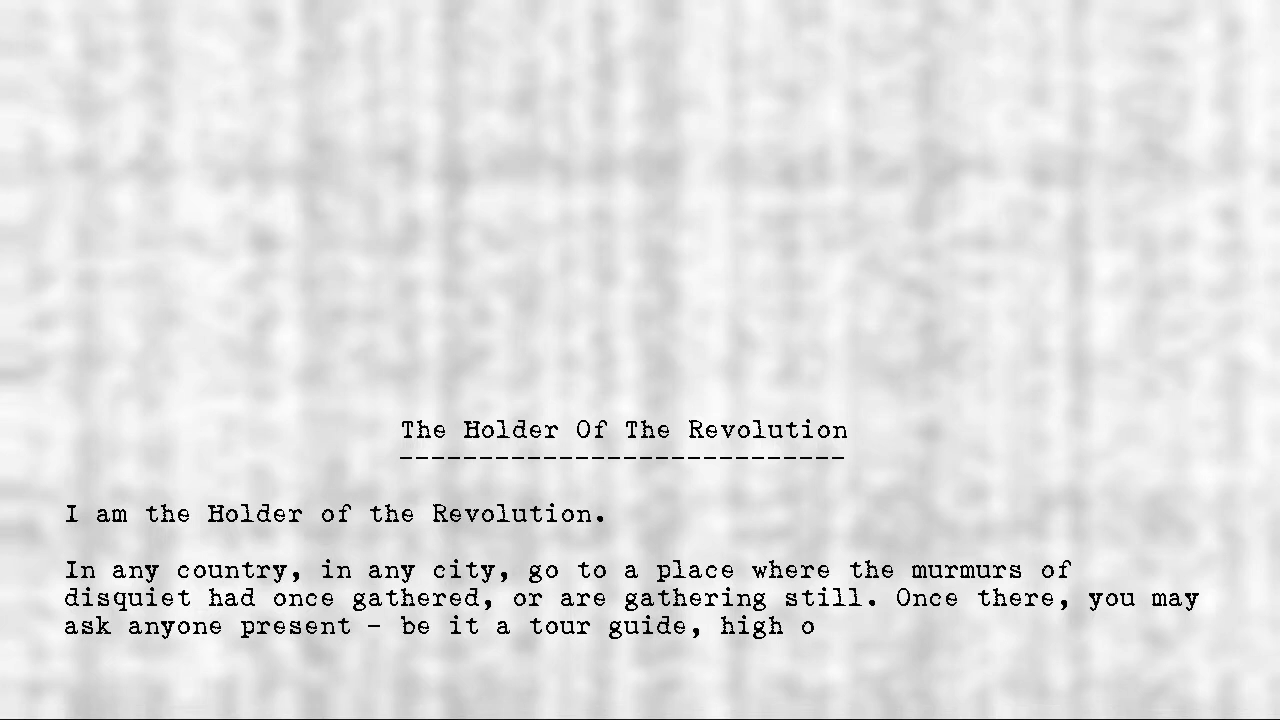 The Holder Of The Revolution
----------------------------
I am the Holder of the Revolution.
In any country, in any city, go to a place where the murmurs of
disquiet had once gathered, or are gathering still. Once there, you may
ask anyone present - be it a tour guide, high o